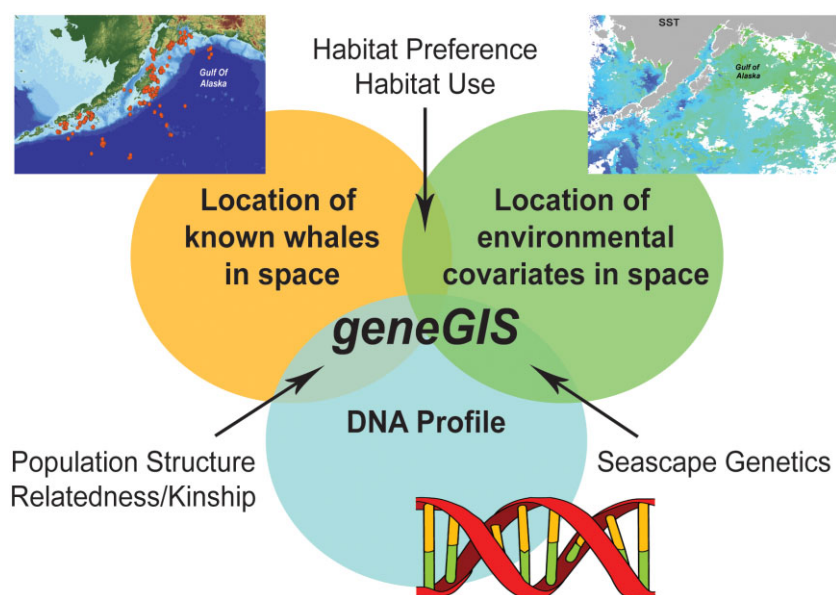 Gulf Of
Alaska
Habitat Preference
Habitat Use
SST
Gulf of
Alaska
Location of
known whales
in space
Location of
environmental
covariates in space
geneGIS
DNA Profile
Population Structure
Relatedness/Kinship
Seascape Genetics